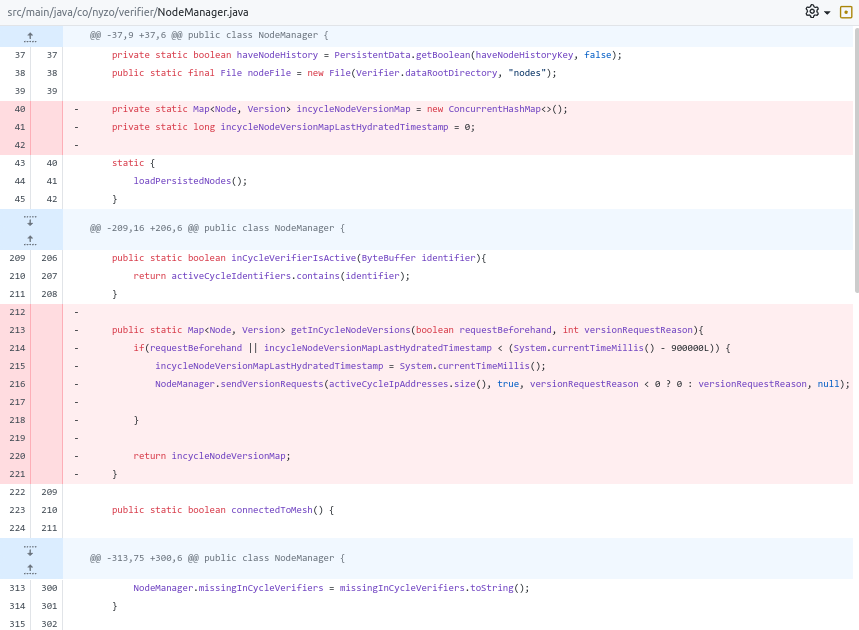 src/main/java/co/nyzo/verifier/NodeManager.java
@@ -37,9 +37,6 @@ public class NodeManager {
37 37 private static boolean haveNodeHistory = PersistentData.getBoolean(haveNodeHistoryKey, false);
38 38 public static final File nodeFile = new File(Verifier.dataRootDirectory, "nodes");
39 39
40 - private static Map<Node, Version> incycleNodeVersionMap = new ConcurrentHashMap<>();
41 - private static long incycleNodeVersionMapLastHydratedTimestamp = 0;
42 -
43 40 static {
44 41 loadPersistedNodes();
45 42 }
@@ -209,16 +206,6 @@ public class NodeManager {
209 206 public static boolean inCycleVerifierIsActive(ByteBuffer identifier){
210 207 return activeCycleIdentifiers.contains(identifier);
211 208 }
212 -
213 - public static Map<Node, Version> getInCycleNodeVersions(boolean requestBeforehand, int versionRequestReason){
214 - if(requestBeforehand || incycleNodeVersionMapLastHydratedTimestamp < (System.currentTimeMillis() - 900000L)) {
215 - incycleNodeVersionMapLastHydratedTimestamp = System.currentTimeMillis();
216 - NodeManager.sendVersionRequests(activeCycleIpAddresses.size(), true, versionRequestReason < 0 ? 0 : versionRequestReason, null);
217 -
218 - }
219 -
220 - return incycleNodeVersionMap;
221 - }
222 209
223 210 public static boolean connectedToMesh() {
224 211
@@ -313,75 +300,6 @@ public class NodeManager {
313 300 NodeManager.missingInCycleVerifiers = missingInCycleVerifiers.toString();
314 301 }
315 302